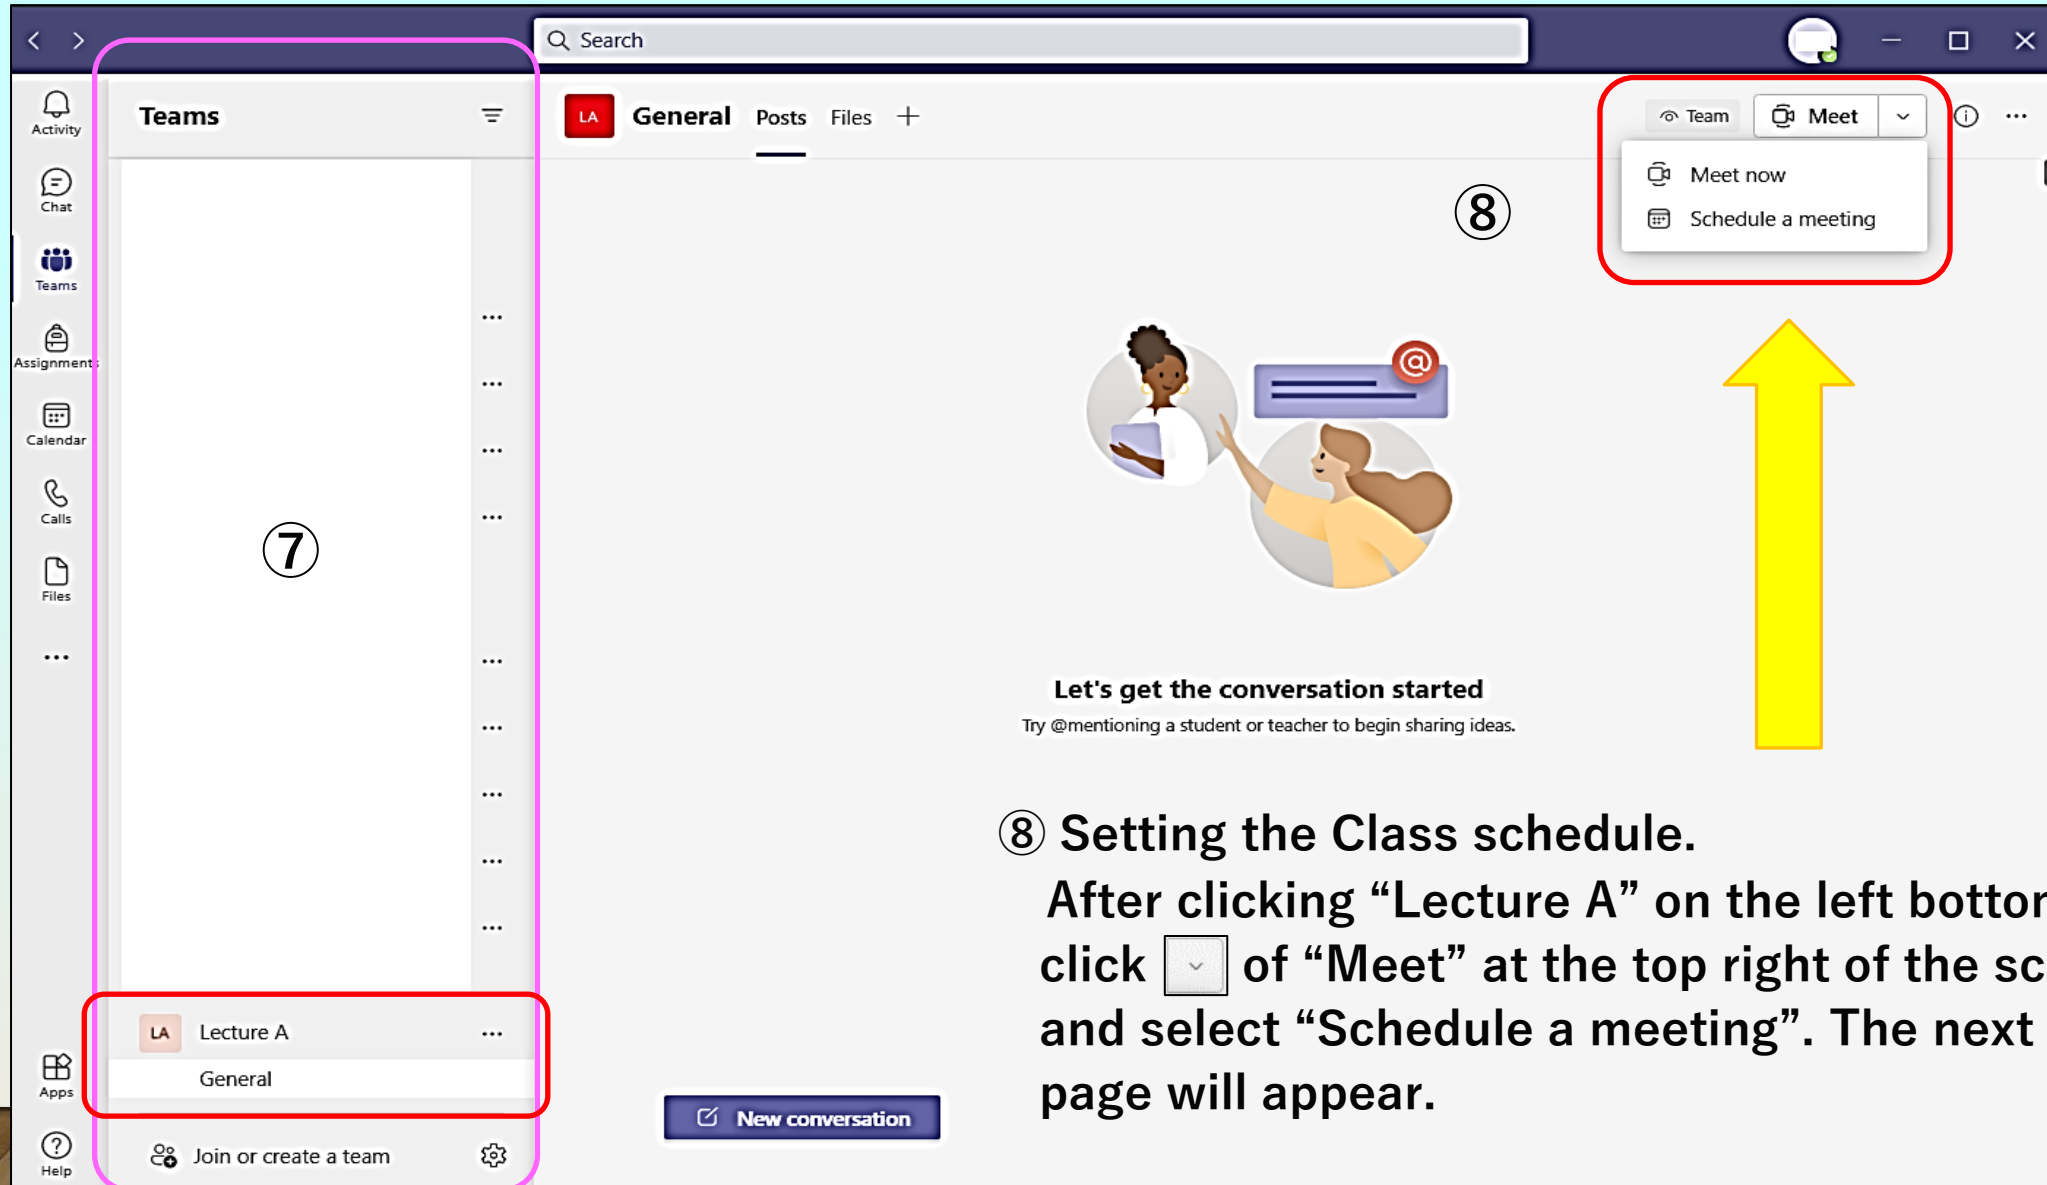 Search
Activity
Chat
Teams
Assignments
Calendar
Calls
Files
Apps
Help
Teams
⑦
LA Lecture A
General
Join or create a team
LA General Posts Files
Team Meet
Meet now
Schedule a meeting
⑧
@
Let's get the conversation started
Try @mentioning a student or teacher to begin sharing ideas.
New conversation
⑧ Setting the Class schedule.
After clicking “Lecture A” on the left
click of “Meet” at the top right of the
and select “Schedule a meeting”. The next
page will appear.